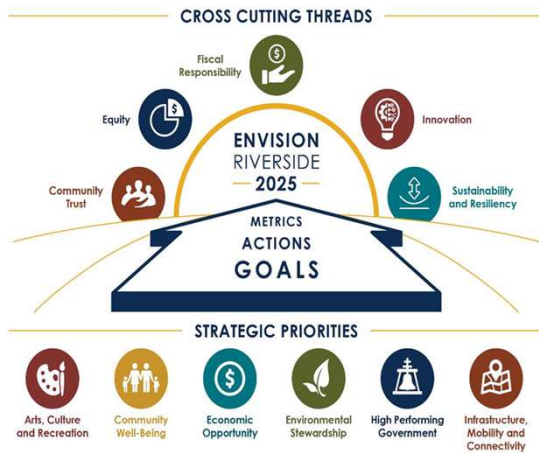 CROSS CUTTING THREADS
Fiscal
Responsibility
$
Equity
$
Innovation
ENVISION
RIVERSIDE
2025
Community
Trust
Sustainability
and Resiliency
METRICS
ACTIONS
GOALS
STRATEGIC PRIORITIES
$
Arts, Culture
and Recreation
Community
Well-Being
Economic
Opportunity
Environmental
Stewardship
High Performing
Government
Infrastructure,
Mobility and
Connectivity